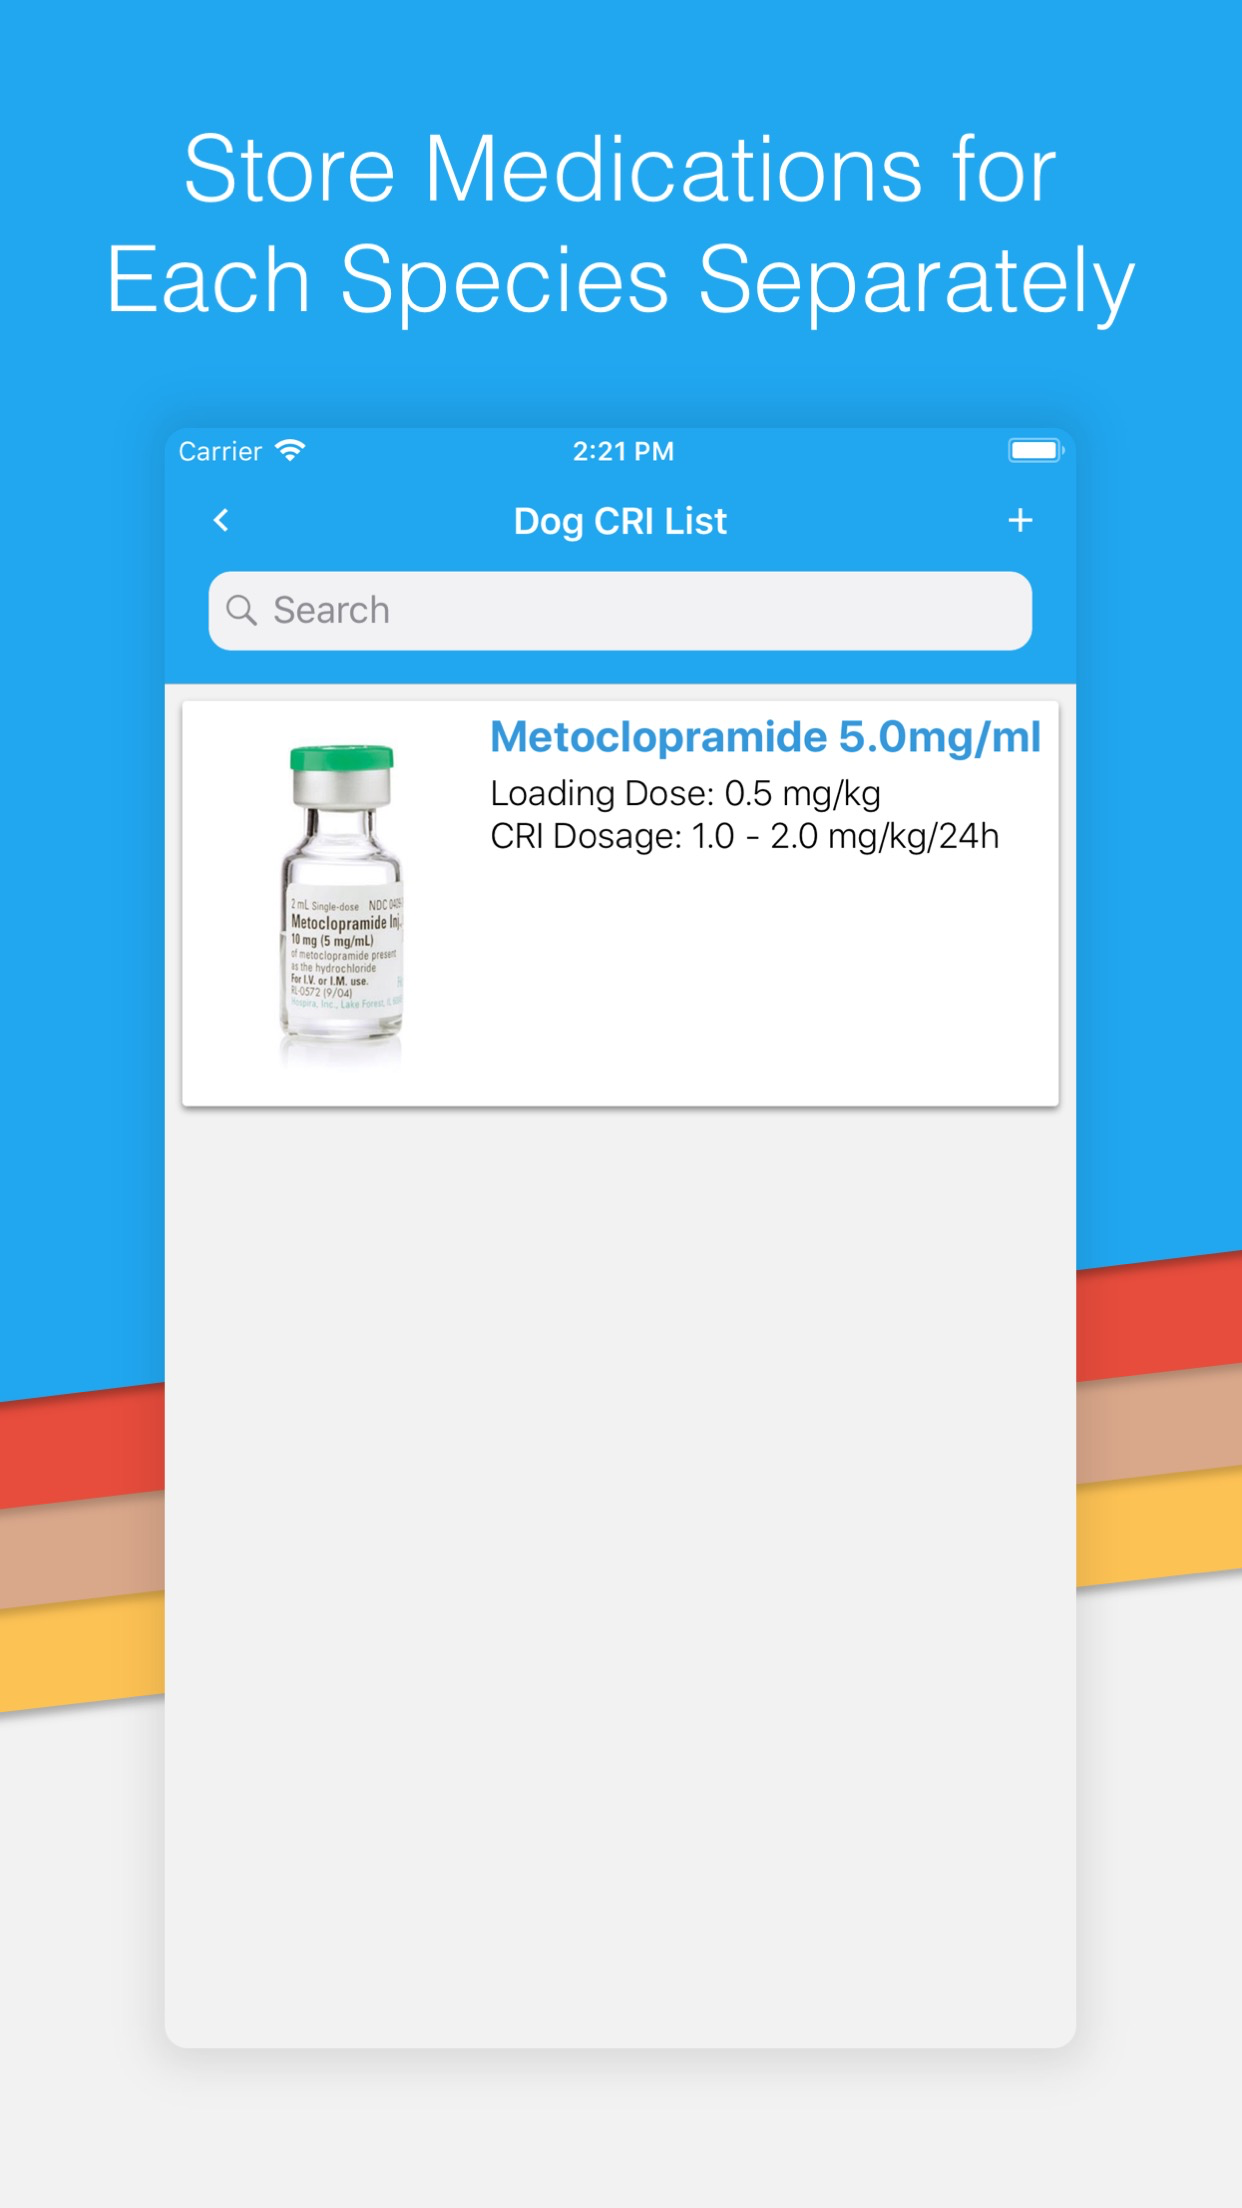 Store Medications for
Each Species Separately
Carrier
2:21 PM
Dog CRI List
Search
Metoclopramide 5.0mg/ml
Loading Dose: 0.5 mg/kg
CRI Dosage: 1.0 - 2.0 mg/kg/24h
2 mL Single-dose NDC
Metoclopramide Inj.
10 mg (5 mg/mL)
of metoclopramide present
as the hydrochloride
For I.V. or I.M. use.
RL-0572 (9/04)
Hospira, Inc., Lake Forest, IL